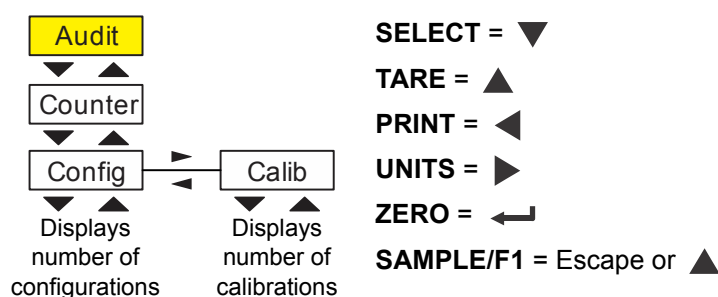 Audit
Counter
Config
Calib
Displays
number of
configurations
Displays
number of
calibrations
SELECT =
TARE =
PRINT =
UNITS =
ZERO =
SAMPLE/F1 = Escape or